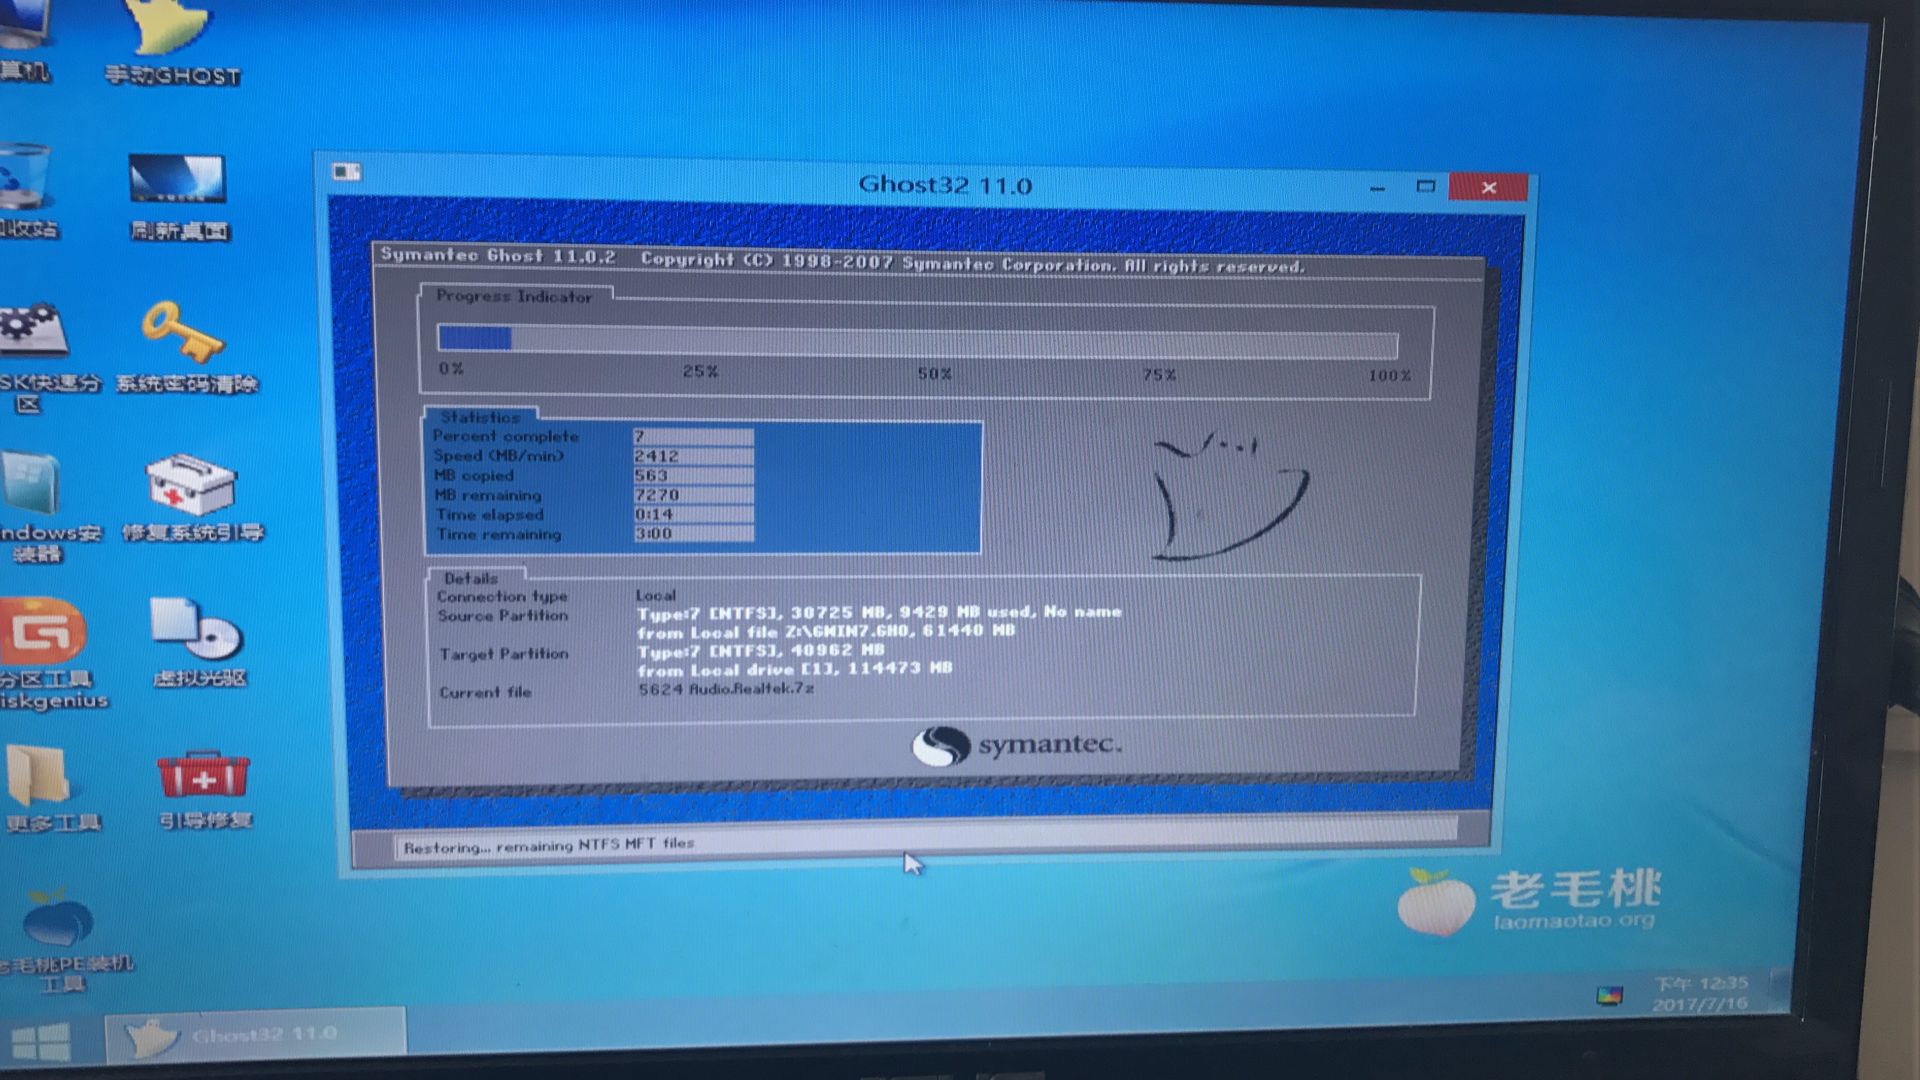 算机
手动GHOST
回收站
刷新桌面
SK快速分
区
系统密码清除
ndows安
装器
修复系统引导
分区工具
iskgenius
虚拟光驱
更多工具
引导修复
老毛桃PE装机
工具
Ghost32 11.0
Symantec Ghost 11.0.2 Copyright (C) 1998-2007 Symantec Corporation. All rights reserved.
Progress Indicator
0% 25% 50% 75% 100%
Statistics
Percent complete 7
Speed (MB/min) 2412
MB copied 563
MB remaining 7270
Time elapsed 0:14
Time remaining 3:00
Details
Connection type Local
Source Partition Type:7 [NTFS], 30725 MB, 9429 MB used, No name
from Local file Z:\GMIN7.GHO, 61440 MB
Target Partition Type:7 [NTFS], 40962 MB
from Local drive [1], 114473 MB
Current file 5624 Audio.Realtek.7z
symantec.
Restoring... remaining NTFS MFT files
老毛桃
laomaotao.org
Ghost32 11.0
下午 12:35
2017/7/16